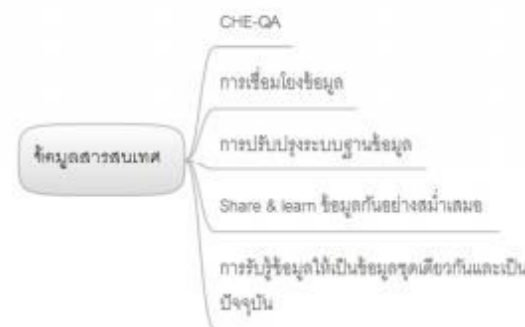 CHE-QA
การเชื่อมโยงข้อมูล
การปรับปรุงระบบฐานข้อมูล
ข้อมูลสารสนเทศ
Share & learn ข้อมูลกันอย่างสม่ำเสมอ
การรับรู้ข้อมูลให้เป็นข้อมูลชุดเดียวกันและเป็น
ปัจจุบัน